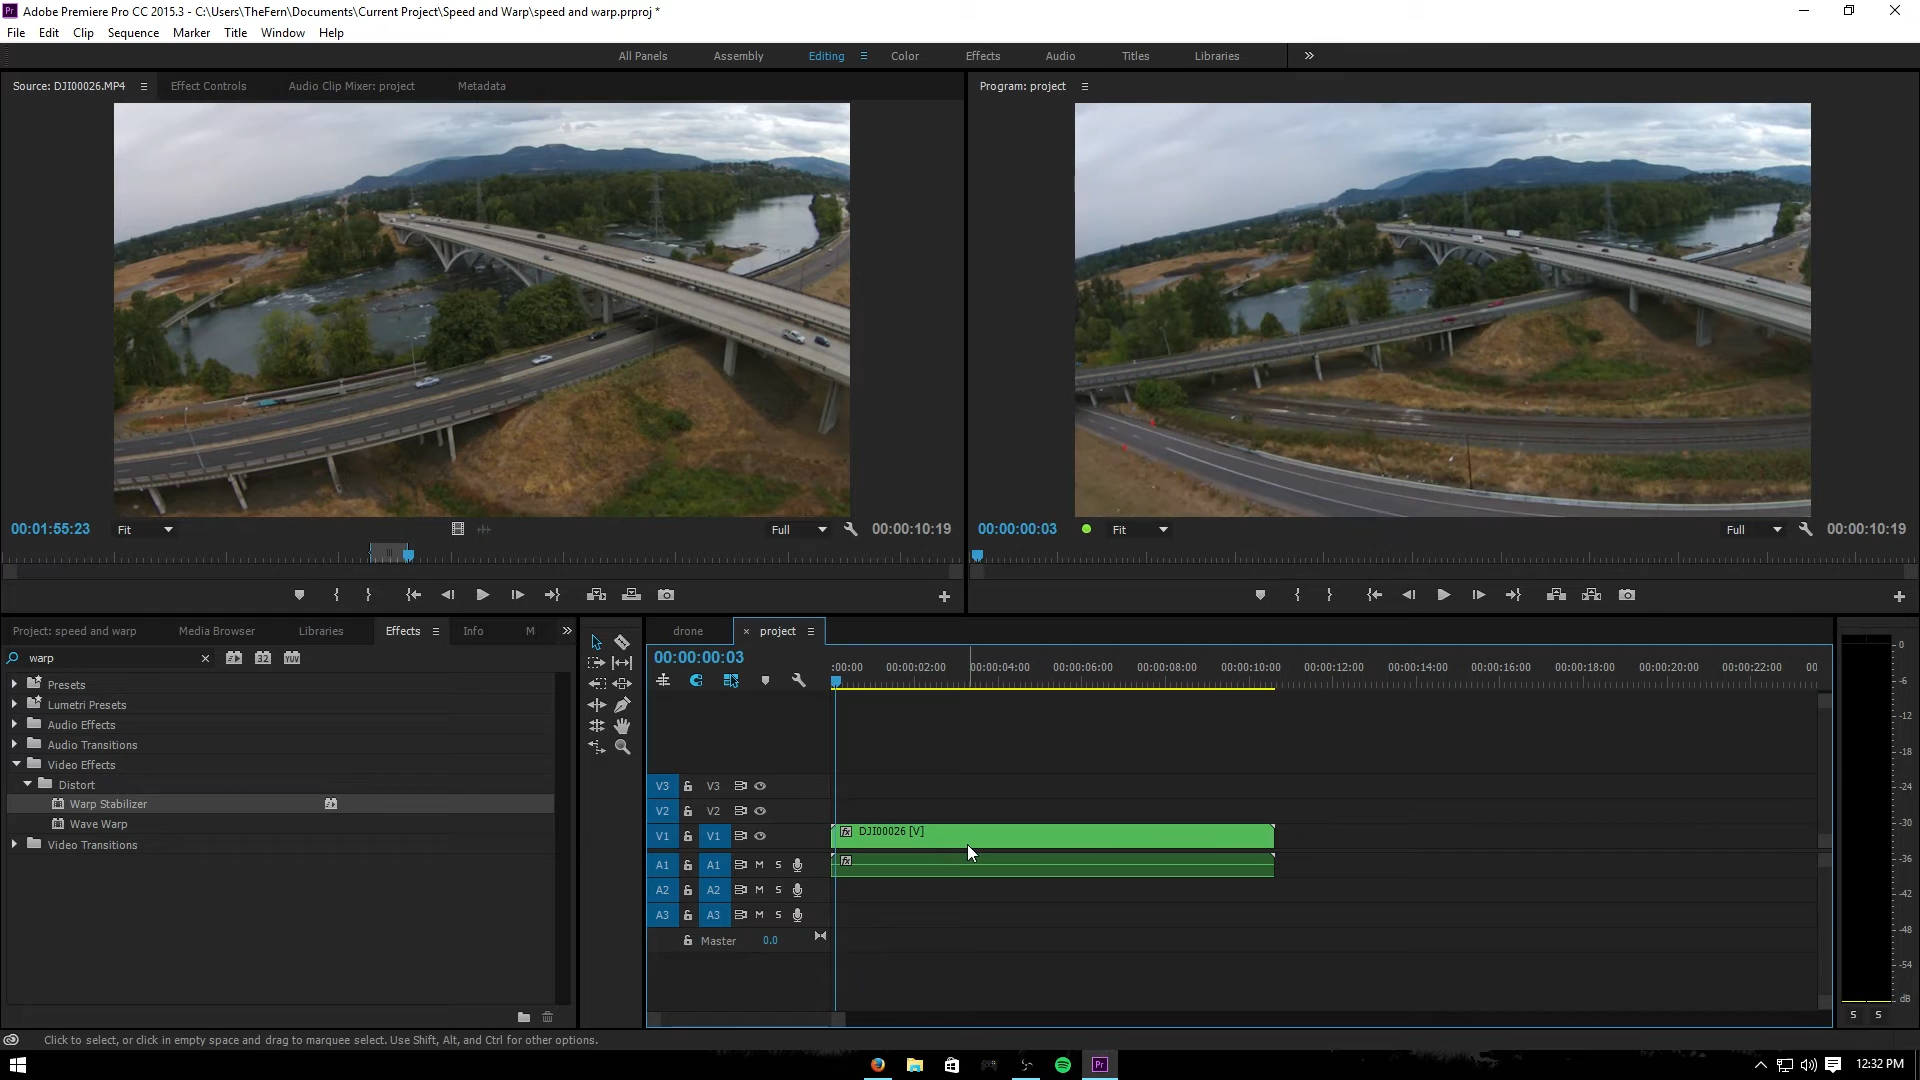 Pr Adobe Premiere Pro CC 2015.3 - C:\Users\TheFern\Documents\Current Project\Speed and Warp\speed and warp.prproj *
File Edit Clip Sequence Marker Title Window Help
All Panels Assembly Editing Color Effects Audio Titles Libraries
Source: DJI00026.MP4 Effect Controls Audio Clip Mixer: project Metadata
Program: project
00:01:55:23 Fit Full 00:00:10:19
00:00:00:03 Fit Full 00:00:10:19
Project: speed and warp Media Browser Libraries Effects Info M
warp 32 YUV
Presets
Lumetri Presets
Audio Effects
Audio Transitions
Video Effects
Distort
Warp Stabilizer
Wave Warp
Video Transitions
drone × project
00:00:00:03
:00:00 00:00:02:00 00:00:04:00 00:00:06:00 00:00:08:00 00:00:10:00 00:00:12:00 00:00:14:00 00:00:16:00 00:00:18:00 00:00:20:00 00:00:22:00 00
V3 V3
V2 V2
V1 V1 fx DJI00026 [V]
A1 A1 M S fx
A2 A2 M S
A3 A3 M S
Master 0.0
0
-6
-12
-18
-24
-30
-36
-42
-48
-54
dB
S S
Click to select, or click in empty space and drag to marquee select. Use Shift, Alt, and Ctrl for other options.
Pr 12:32 PM